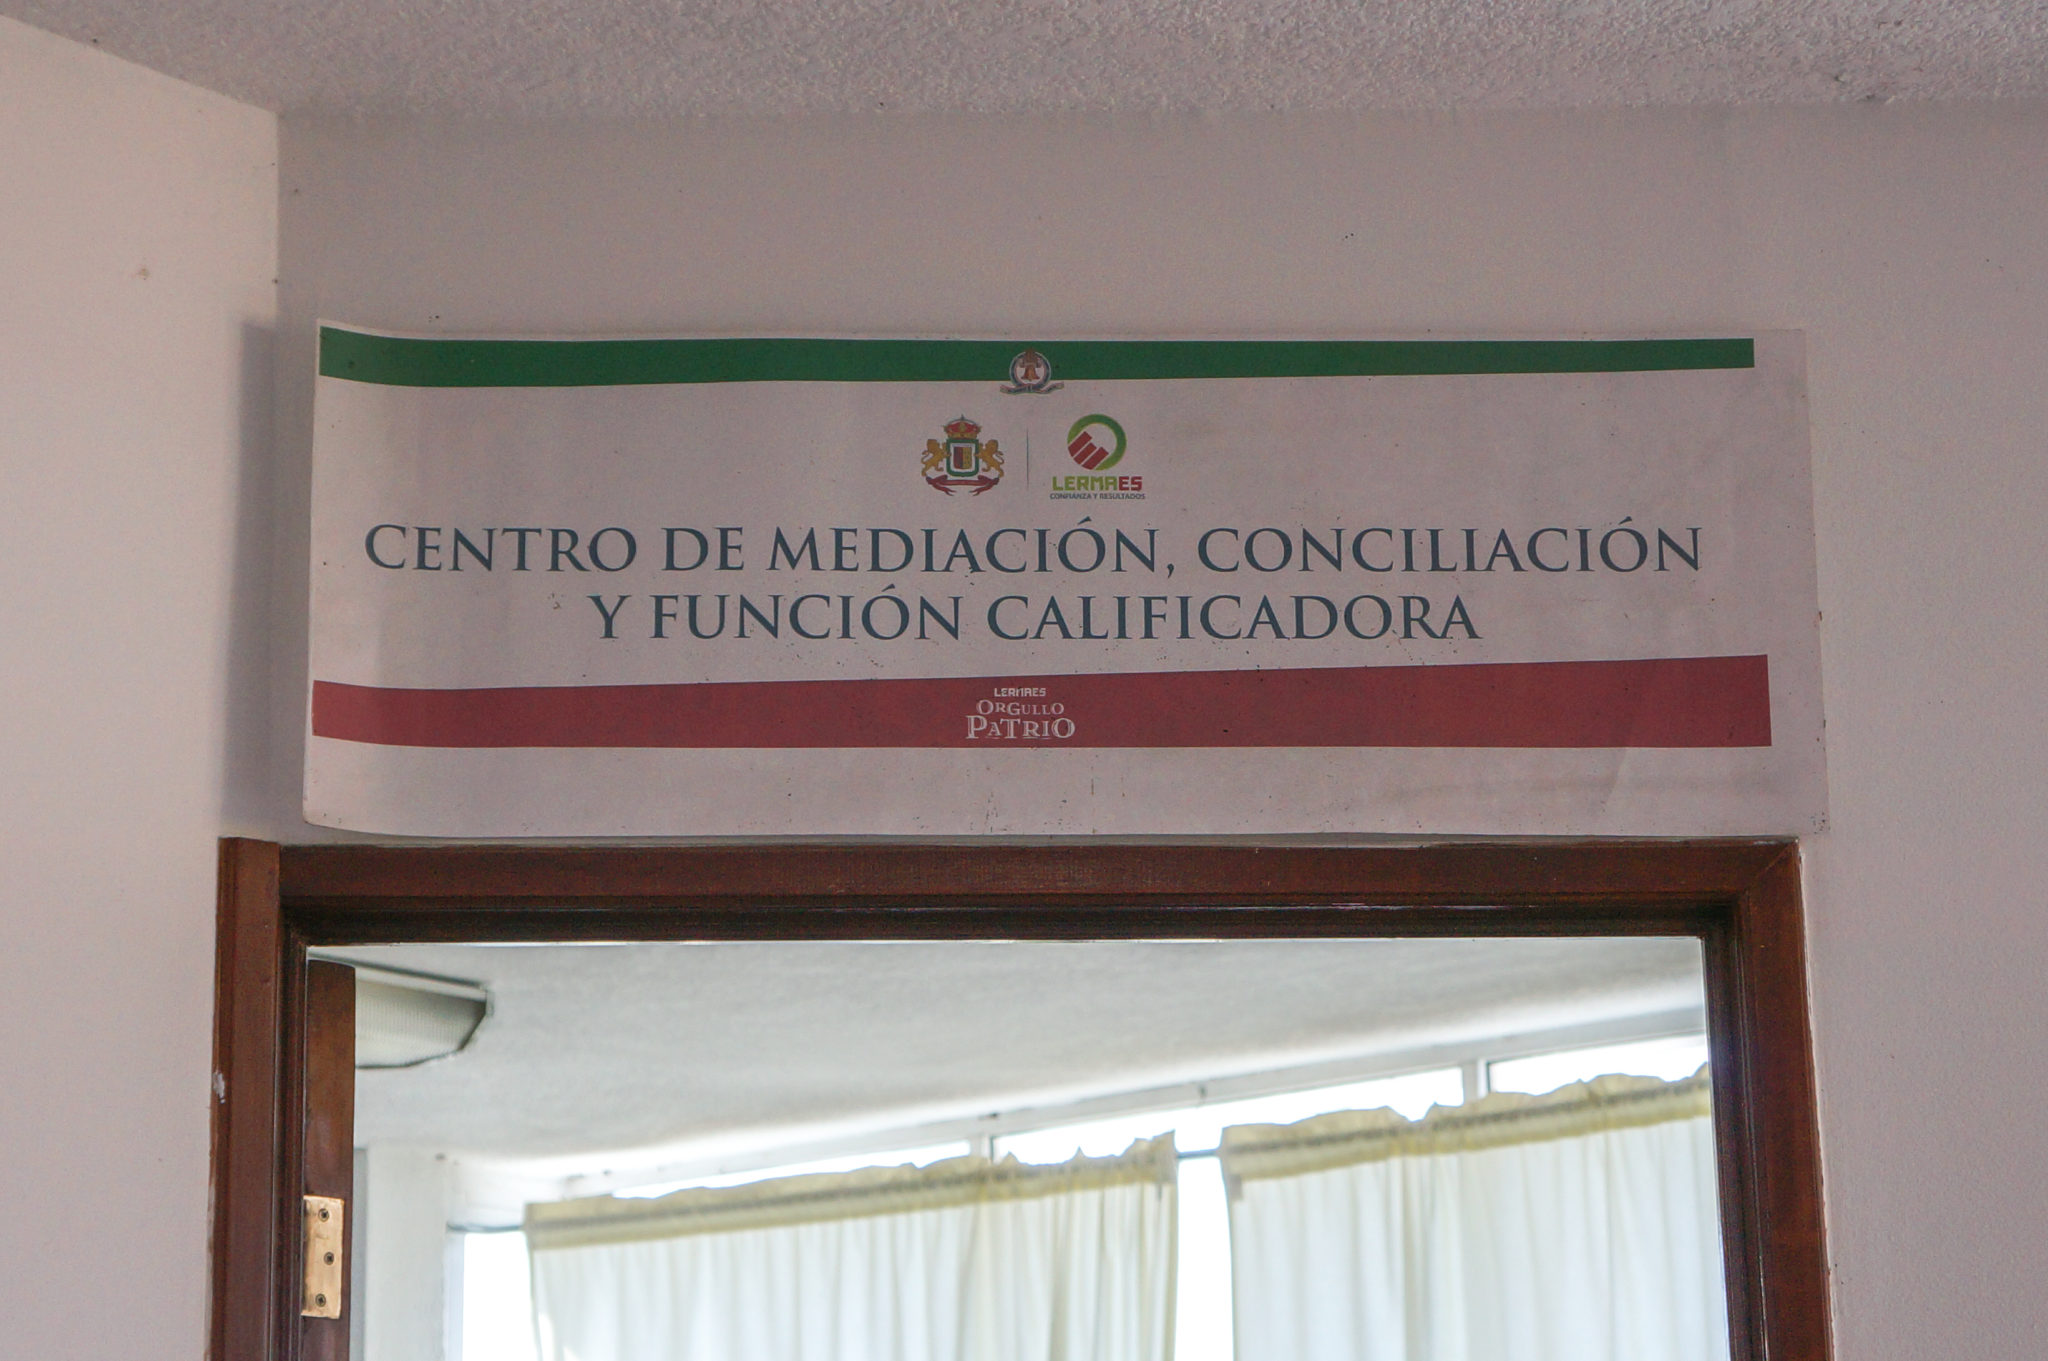 LERMAES
CONFIANZA Y RESULTADOS
CENTRO DE MEDIACIÓN, CONCILIACIÓN
Y FUNCIÓN CALIFICADORA
LERMAES
ORGULLO
PATRIO